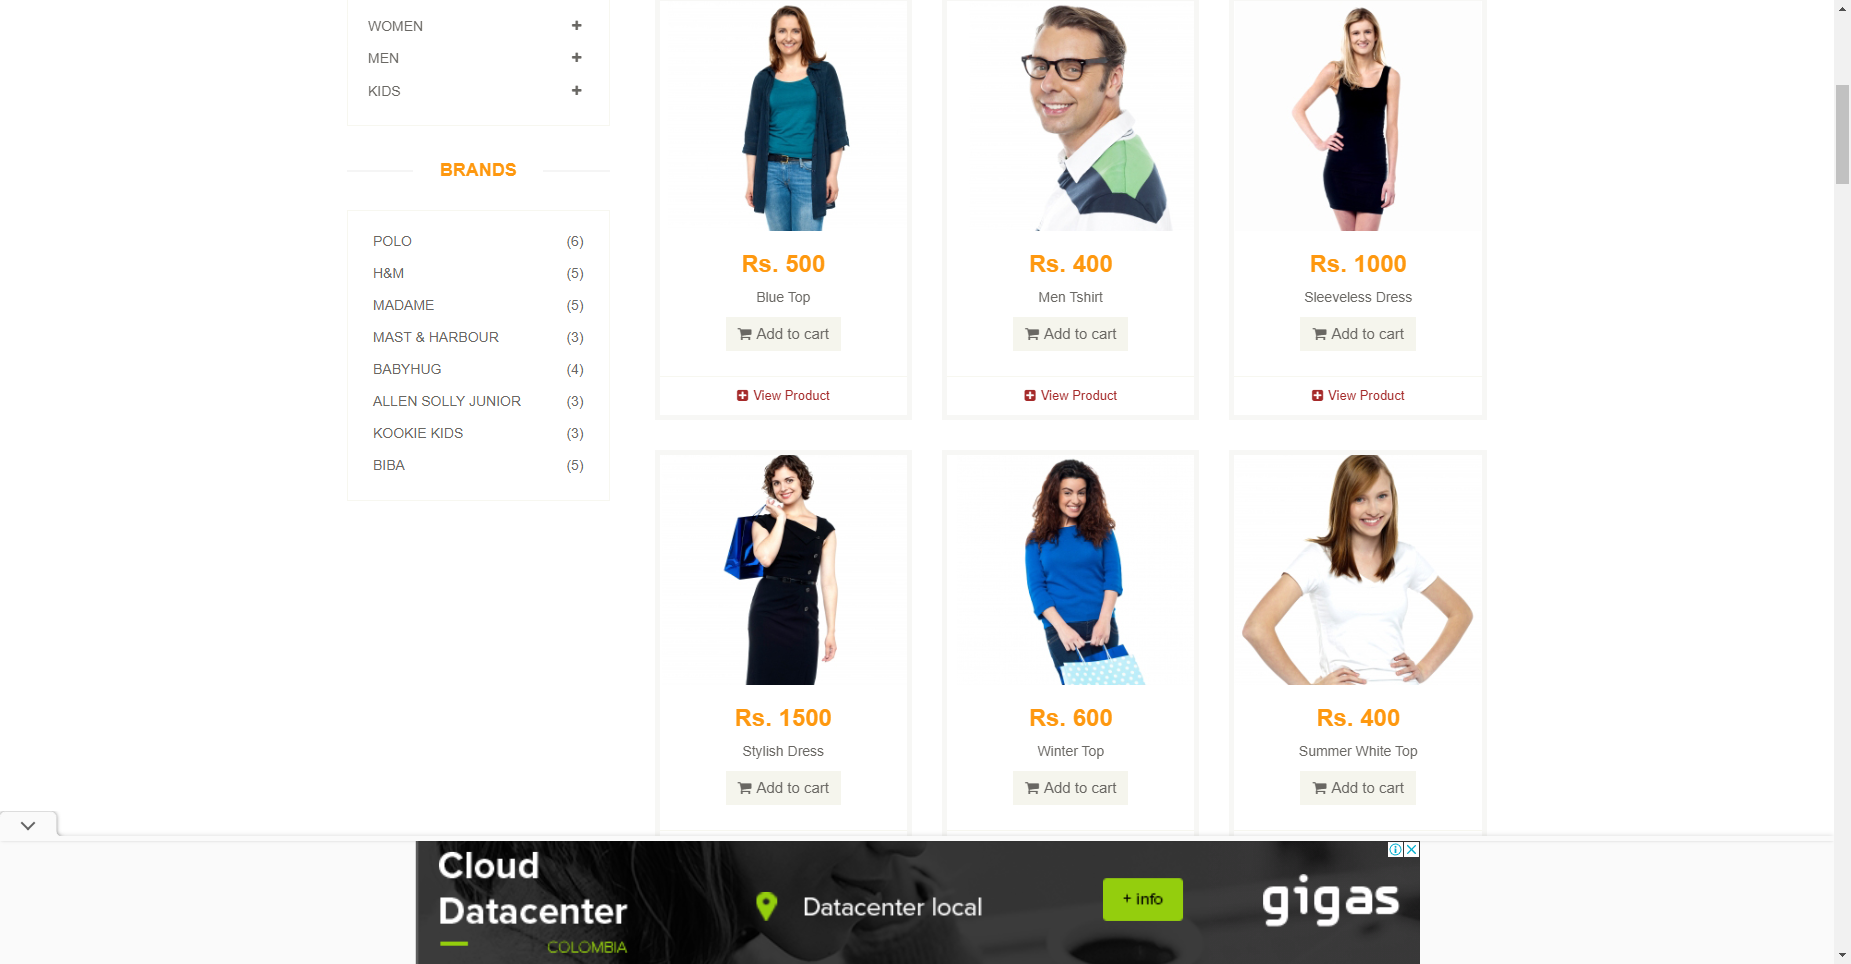 WOMEN
MEN
KIDS
BRANDS
POLO (6)
H&M (5)
MADAME (5)
MAST & HARBOUR (3)
BABYHUG (4)
ALLEN SOLLY JUNIOR (3)
KOOKIE KIDS (3)
BIBA (5)
Rs. 500
Blue Top
Add to cart
View Product
Rs. 400
Men Tshirt
Add to cart
View Product
Rs. 1000
Sleeveless Dress
Add to cart
View Product
Rs. 1500
Stylish Dress
Add to cart
Rs. 600
Winter Top
Add to cart
Rs. 400
Summer White Top
Add to cart
Cloud
Datacenter
COLOMBIA
Datacenter local
+ info
gigas